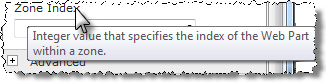 Zone Index
Integer value that specifies the index of the Web Part
within a zone.
Advanced